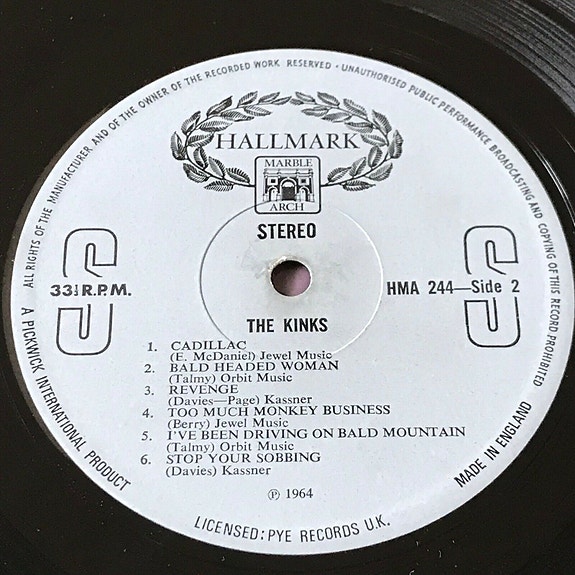 ALL RIGHTS OF THE MANUFACTURER AND OF THE OWNER OF THE RECORDED WORK RESERVED · UNAUTHORISED PUBLIC PERFORMANCE BROADCASTING AND COPYING OF THIS RECORD PROHIBITED
HALLMARK
MARBLE
ARCH
STEREO
33⅓ R.P.M.
HMA 244—Side 2
THE KINKS
1. CADILLAC
(E. McDaniel) Jewel Music
2. BALD HEADED WOMAN
(Talmy) Orbit Music
3. REVENGE
(Davies—Page) Kassner
4. TOO MUCH MONKEY BUSINESS
(Berry) Jewel Music
5. I'VE BEEN DRIVING ON BALD MOUNTAIN
(Talmy) Orbit Music
6. STOP YOUR SOBBING
(Davies) Kassner
℗ 1964
A PICKWICK INTERNATIONAL PRODUCT
LICENSED: PYE RECORDS U.K.
MADE IN ENGLAND